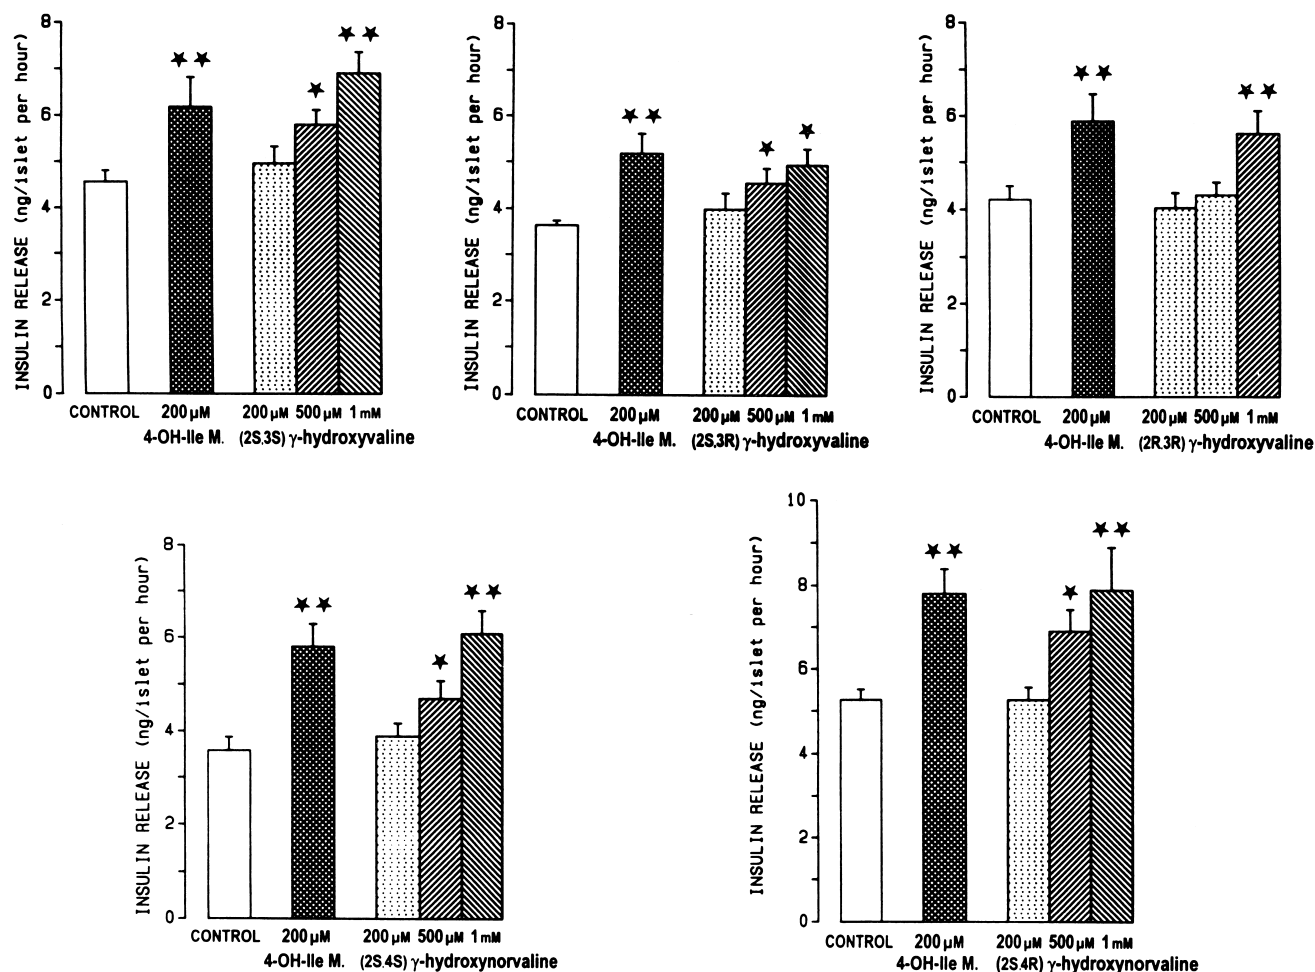 INSULIN RELEASE (ng/islet per hour)
8
6
4
2
0
CONTROL 200 µM 200 µM 500 µM 1 mM
4-OH-Ile M. (2S,3S) γ-hydroxyvaline
INSULIN RELEASE (ng/islet per hour)
8
6
4
2
0
CONTROL 200 µM 200 µM 500 µM 1 mM
4-OH-Ile M. (2S,3R) γ-hydroxyvaline
INSULIN RELEASE (ng/islet per hour)
8
6
4
2
0
CONTROL 200 µM 200 µM 500 µM 1 mM
4-OH-Ile M. (2R,3R) γ-hydroxyvaline
INSULIN RELEASE (ng/islet per hour)
8
6
4
2
0
CONTROL 200 µM 200 µM 500 µM 1 mM
4-OH-Ile M. (2S,4S) γ-hydroxynorvaline
INSULIN RELEASE (ng/islet per hour)
10
8
6
4
2
0
CONTROL 200 µM 200 µM 500 µM 1 mM
4-OH-Ile M. (2S,4R) γ-hydroxynorvaline